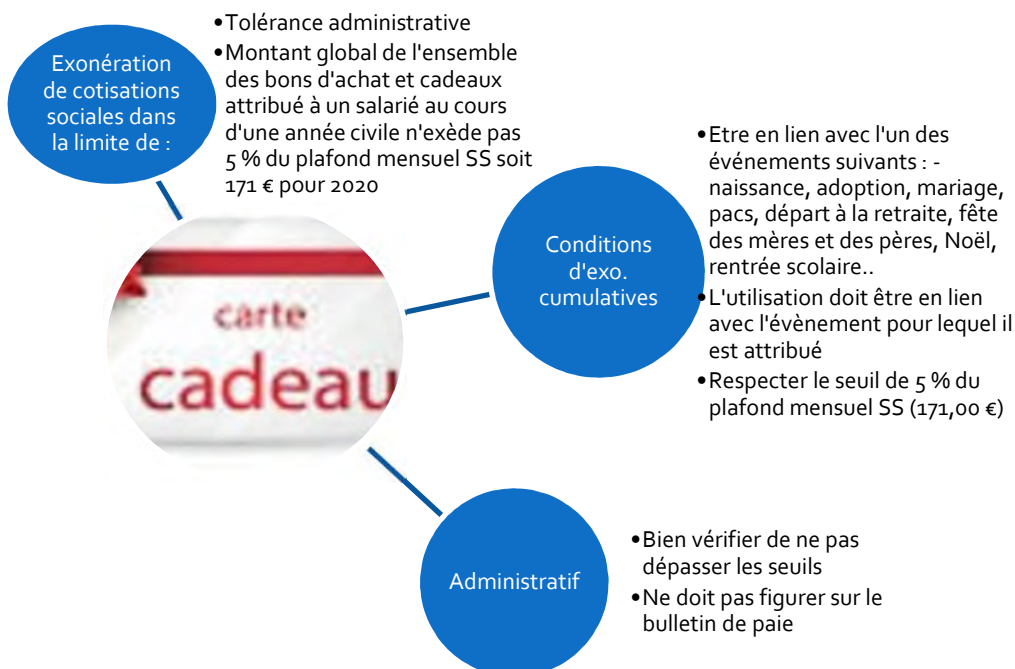 Exonération
de cotisations
sociales dans
la limite de :
•Tolérance administrative
•Montant global de l'ensemble
des bons d'achat et cadeaux
attribué à un salarié au cours
d'une année civile n'exède pas
5 % du plafond mensuel SS soit
171 € pour 2020
carte
cadeau
Conditions
d'exo.
cumulatives
•Etre en lien avec l'un des
événements suivants : -
naissance, adoption, mariage,
pacs, départ à la retraite, fête
des mères et des pères, Noël,
rentrée scolaire..
•L'utilisation doit être en lien
avec l'évènement pour lequel il
est attribué
•Respecter le seuil de 5 % du
plafond mensuel SS (171,00 €)
Administratif
•Bien vérifier de ne pas
dépasser les seuils
•Ne doit pas figurer sur le
bulletin de paie